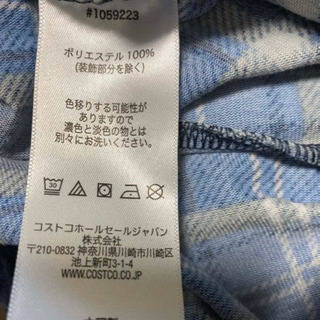 #1059223
ポリエステル 100%
(装飾部分を除く)
色移りする可能性が
ありますので
濃色と淡色の物とは
別々にお洗いください。
30
コストコホールセールジャパン
株式会社
〒210-0832 神奈川県川崎市川崎区
池上新町3-1-4
WWW.COSTCO.CO.JP